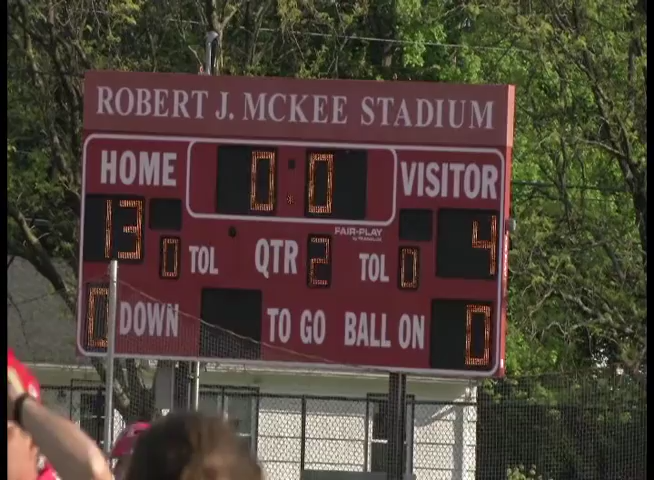 ROBERT J. MCKEE STADIUM
HOME 0:0 VISITOR
13 4
FAIR-PLAY
0 TOL QTR 2 TOL 0
0 DOWN TO GO BALL ON 0